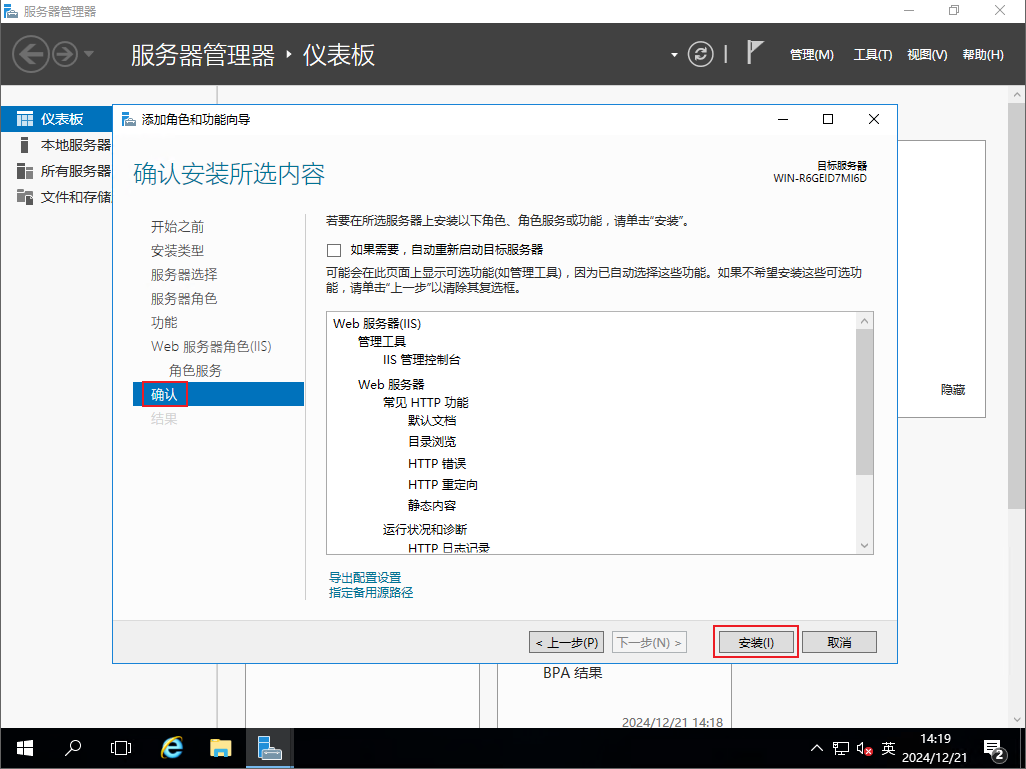 服务器管理器
服务器管理器 仪表板
管理(M) 工具(T) 视图(V) 帮助(H)
仪表板
本地服务器
所有服务器
文件和存储
添加角色和功能向导
确认安装所选内容
目标服务器
WIN-R6GEID7MI6D
开始之前
安装类型
服务器选择
服务器角色
功能
Web 服务器角色(IIS)
角色服务
确认
结果
若要在所选服务器上安装以下角色、角色服务或功能，请单击“安装”。
如果需要，自动重新启动目标服务器
可能会在此页面上显示可选功能(如管理工具)，因为已自动选择这些功能。如果不希望安装这些可选功
能，请单击“上一步”以清除其复选框。
Web 服务器(IIS)
管理工具
IIS 管理控制台
Web 服务器
常见 HTTP 功能
默认文档
目录浏览
HTTP 错误
HTTP 重定向
静态内容
运行状况和诊断
HTTP 日志记录
导出配置设置
指定备用源路径
< 上一步(P) 下一步(N) > 安装(I) 取消
隐藏
BPA 结果
2024/12/21 14:18
英
14:19
2024/12/21
2